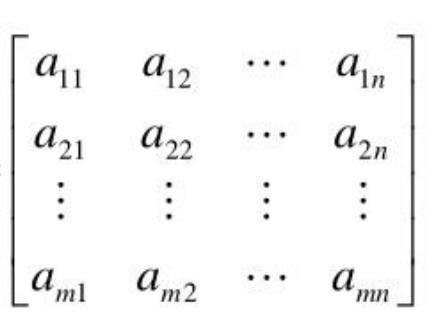 a₁₁ a₁₂ ⋯ a₁ₙ
a₂₁ a₂₂ ⋯ a₂ₙ
⋮ ⋮ ⋮ ⋮
aₘ₁ aₘ₂ ⋯ aₘₙ